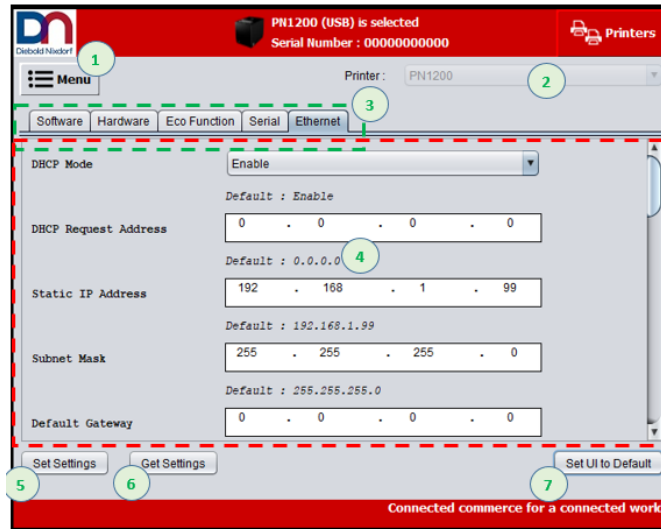 DN
Diebold Nixdorf
PN1200 (USB) is selected
Serial Number : 00000000000
Printers
1
Menu
Printer :
PN1200
2
3
Software
Hardware
Eco Function
Serial
Ethernet
DHCP Mode
Enable
Default : Enable
DHCP Request Address
0 . 0 . 0 . 0
Default : 0.0.0.0
4
Static IP Address
192 . 168 . 1 . 99
Default : 192.168.1.99
Subnet Mask
255 . 255 . 255 . 0
Default : 255.255.255.0
Default Gateway
0 . 0 . 0 . 0
Set Settings
Get Settings
Set UI to Default
5
6
7
Connected commerce for a connected work